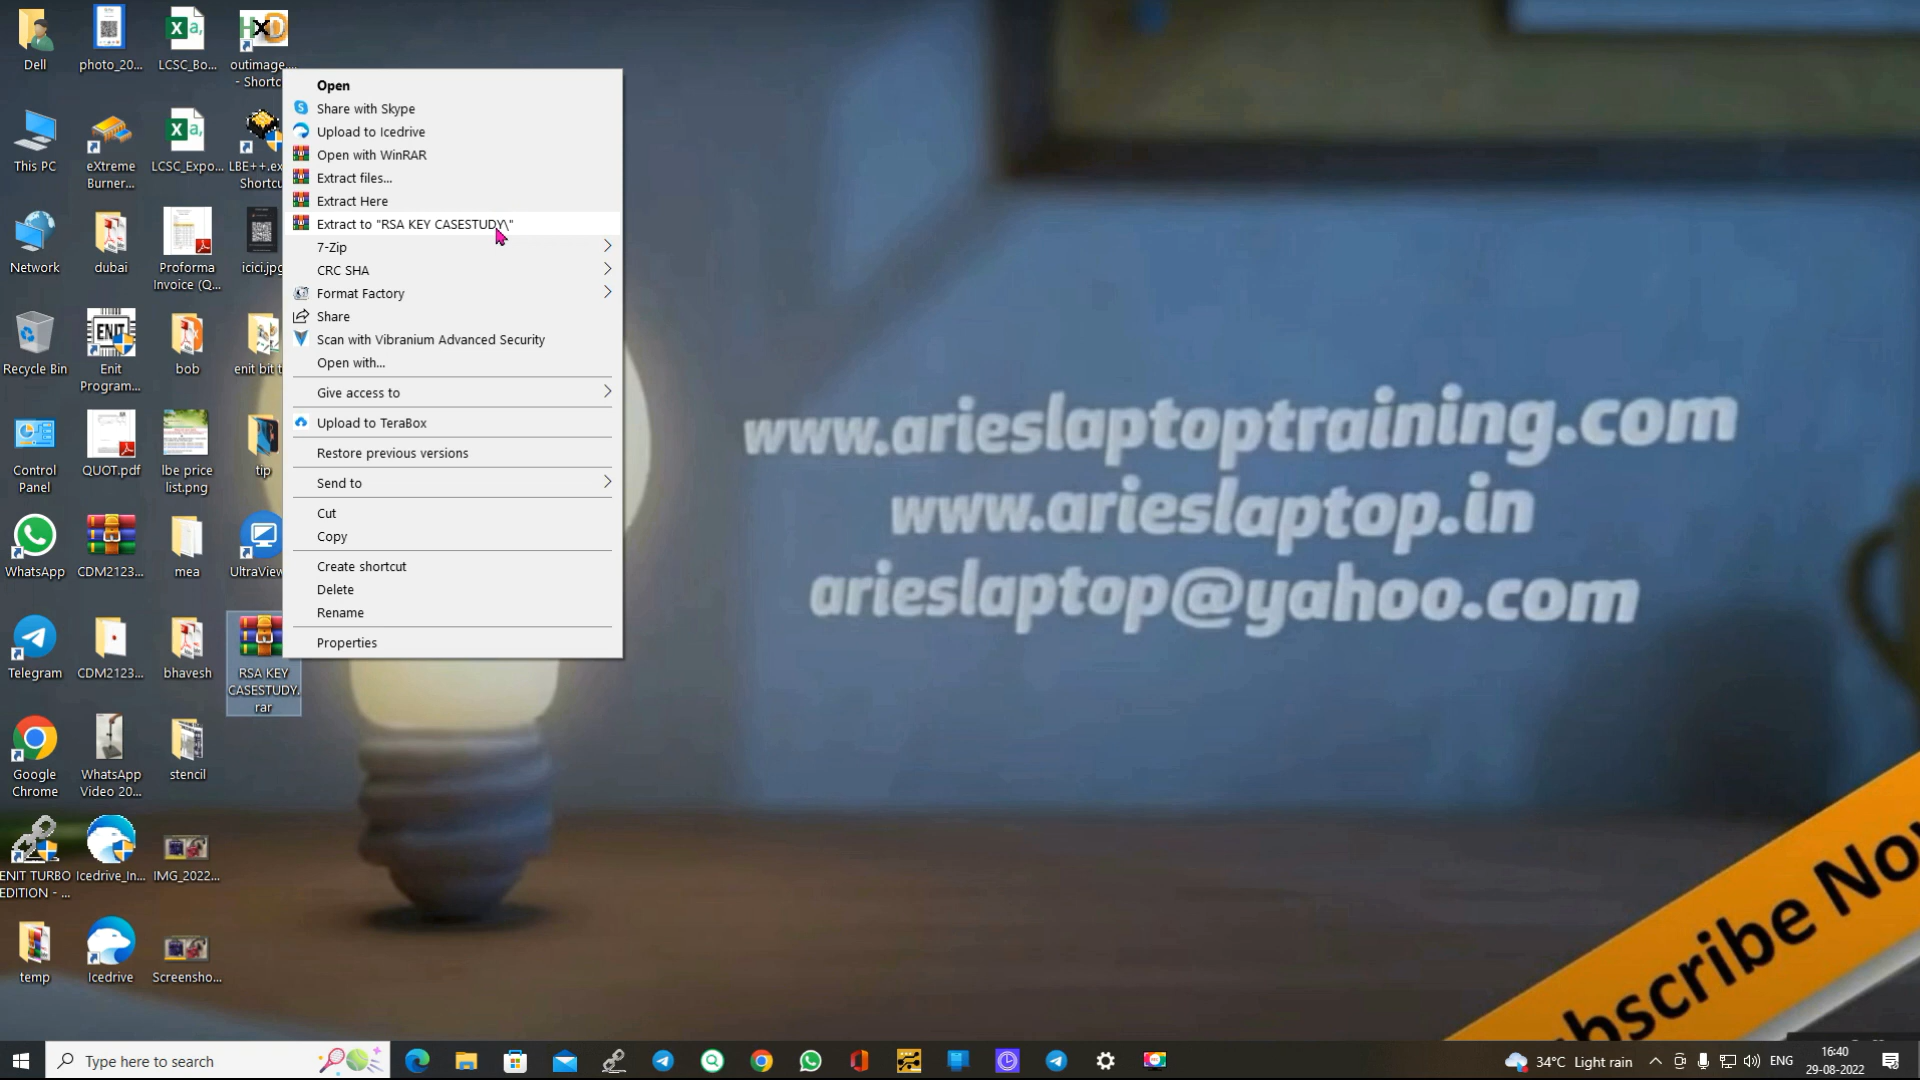 Dell
photo_20...
LCSC_Bo...
outimage....
- Shortc
This PC
eXtreme
Burner...
LCSC_Expo...
LBE++.ex
Shortc
Network
dubai
Proforma
Invoice (Q...
icici.jpg
Recycle Bin
ENIT
Enit
Program...
bob
enit bit t
Control
Panel
QUOT.pdf
lbe price
list.png
tip
WhatsApp
CDM2123...
mea
UltraView
Telegram
CDM2123...
bhavesh
RSA KEY
CASESTUDY.
rar
Google
Chrome
WhatsApp
Video 20...
stencil
ENIT TURBO
EDITION - ...
Icedrive_In...
IMG_2022...
temp
Icedrive
Screensho...
Open
Share with Skype
Upload to Icedrive
Open with WinRAR
Extract files...
Extract Here
Extract to "RSA KEY CASESTUDY\"
7-Zip
CRC SHA
Format Factory
Share
Scan with Vibranium Advanced Security
Open with...
Give access to
Upload to TeraBox
Restore previous versions
Send to
Cut
Copy
Create shortcut
Delete
Rename
Properties
www.arieslaptoptraining.com
www.arieslaptop.in
arieslaptop@yahoo.com
bscribe No
Type here to search
34°C Light rain
ENG
16:40
29-08-2022